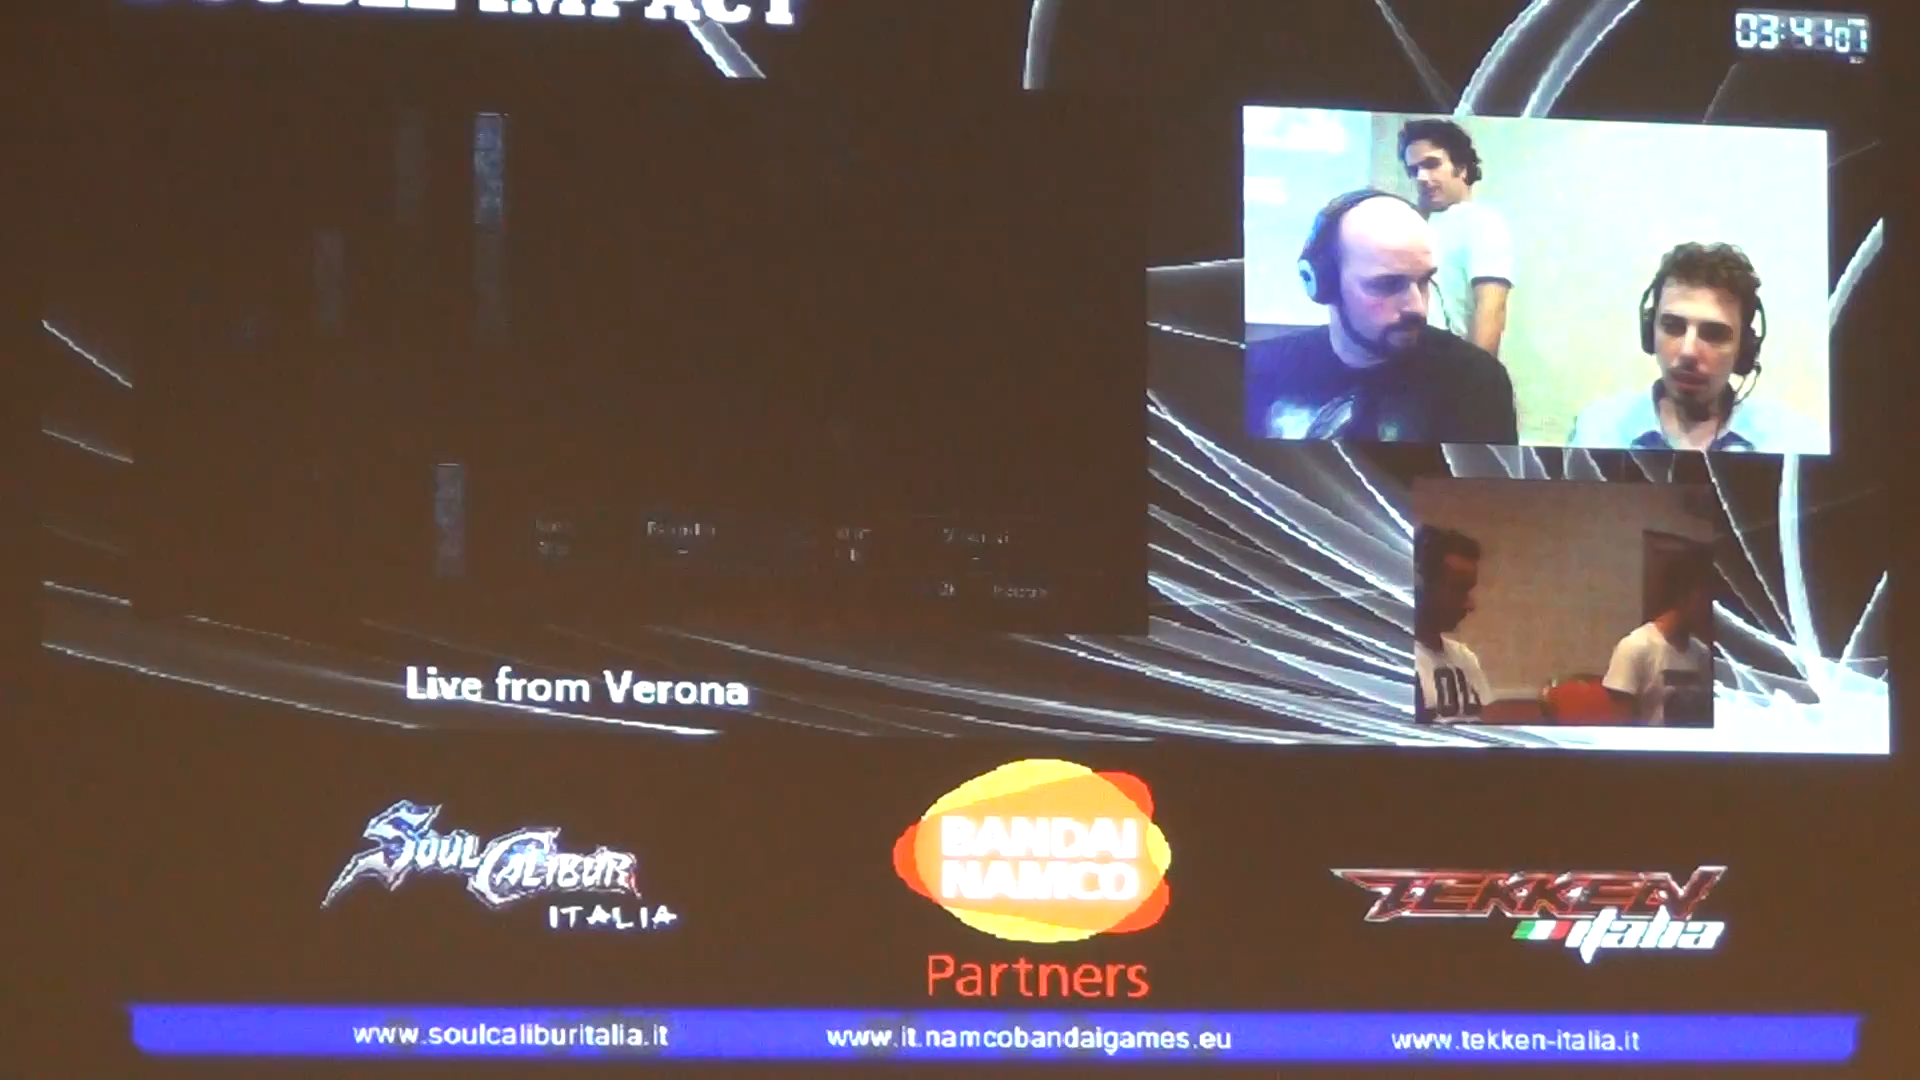 IMPACT
03:41 07
Live from Verona
SOUL CALIBUR
ITALIA
BANDAI
NAMCO
Partners
TEKKEN
italia
www.soulcaliburitalia.it
www.it.namcobandaigames.eu
www.tekken-italia.it